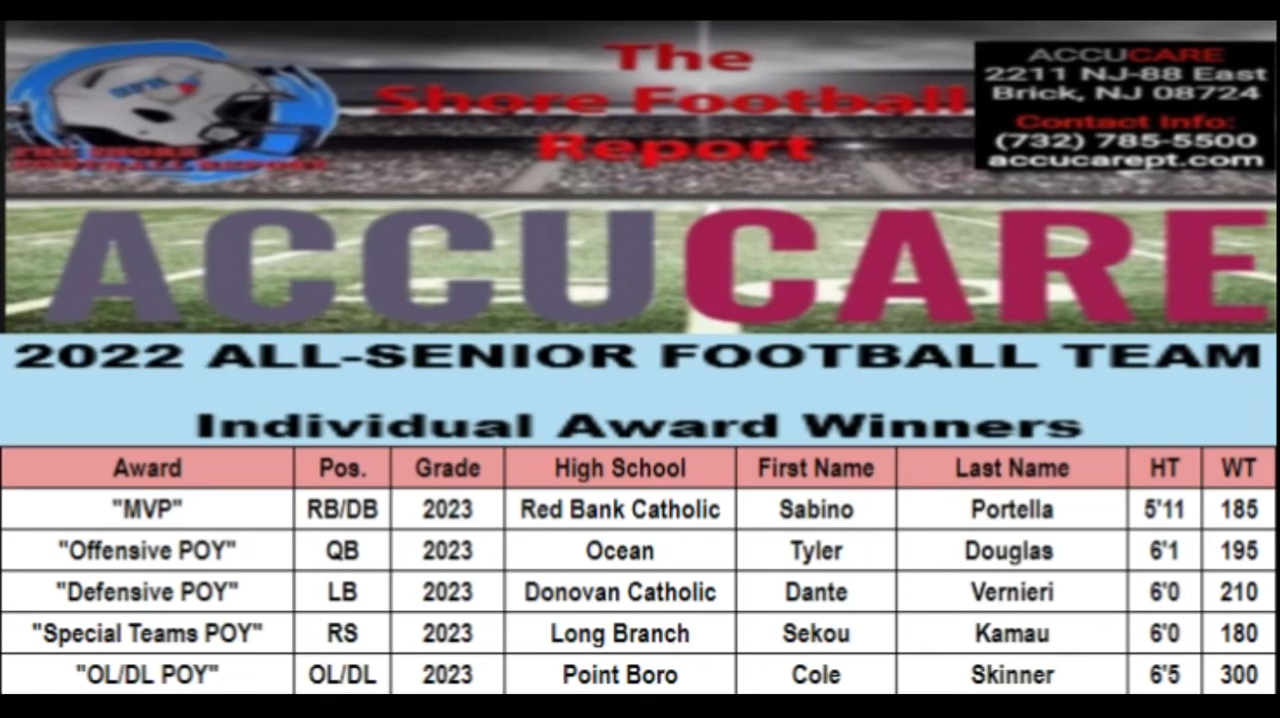 The
Shore Football
Report
ACCUCARE
2211 NJ-88 East
Brick, NJ 08724
Contact Info:
(732) 785-5500
accucarept.com
THE SHORE
FOOTBALL REPORT
ACCUCARE
2022 ALL-SENIOR FOOTBALL TEAM
Individual Award Winners
Award Pos. Grade High School First Name Last Name HT WT
"MVP" RB/DB 2023 Red Bank Catholic Sabino Portella 5'11 185
"Offensive POY" QB 2023 Ocean Tyler Douglas 6'1 195
"Defensive POY" LB 2023 Donovan Catholic Dante Vernieri 6'0 210
"Special Teams POY" RS 2023 Long Branch Sekou Kamau 6'0 180
"OL/DL POY" OL/DL 2023 Point Boro Cole Skinner 6'5 300